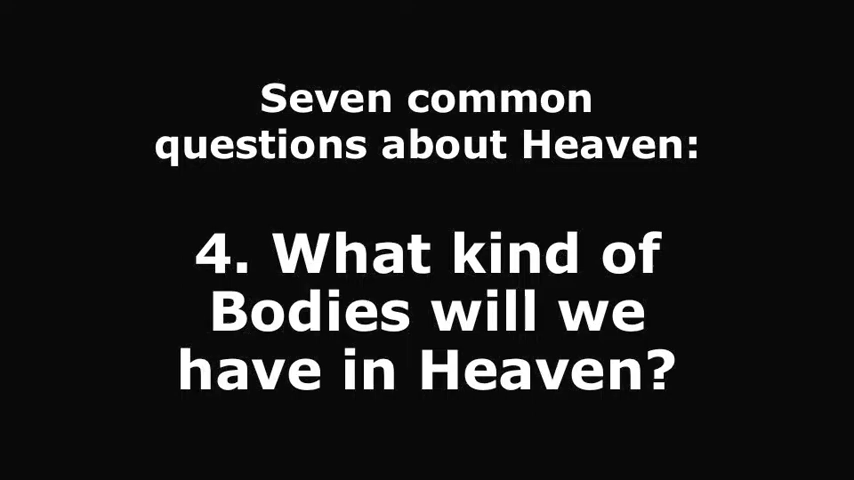 Seven common
questions about Heaven:
4. What kind of
Bodies will we
have in Heaven?